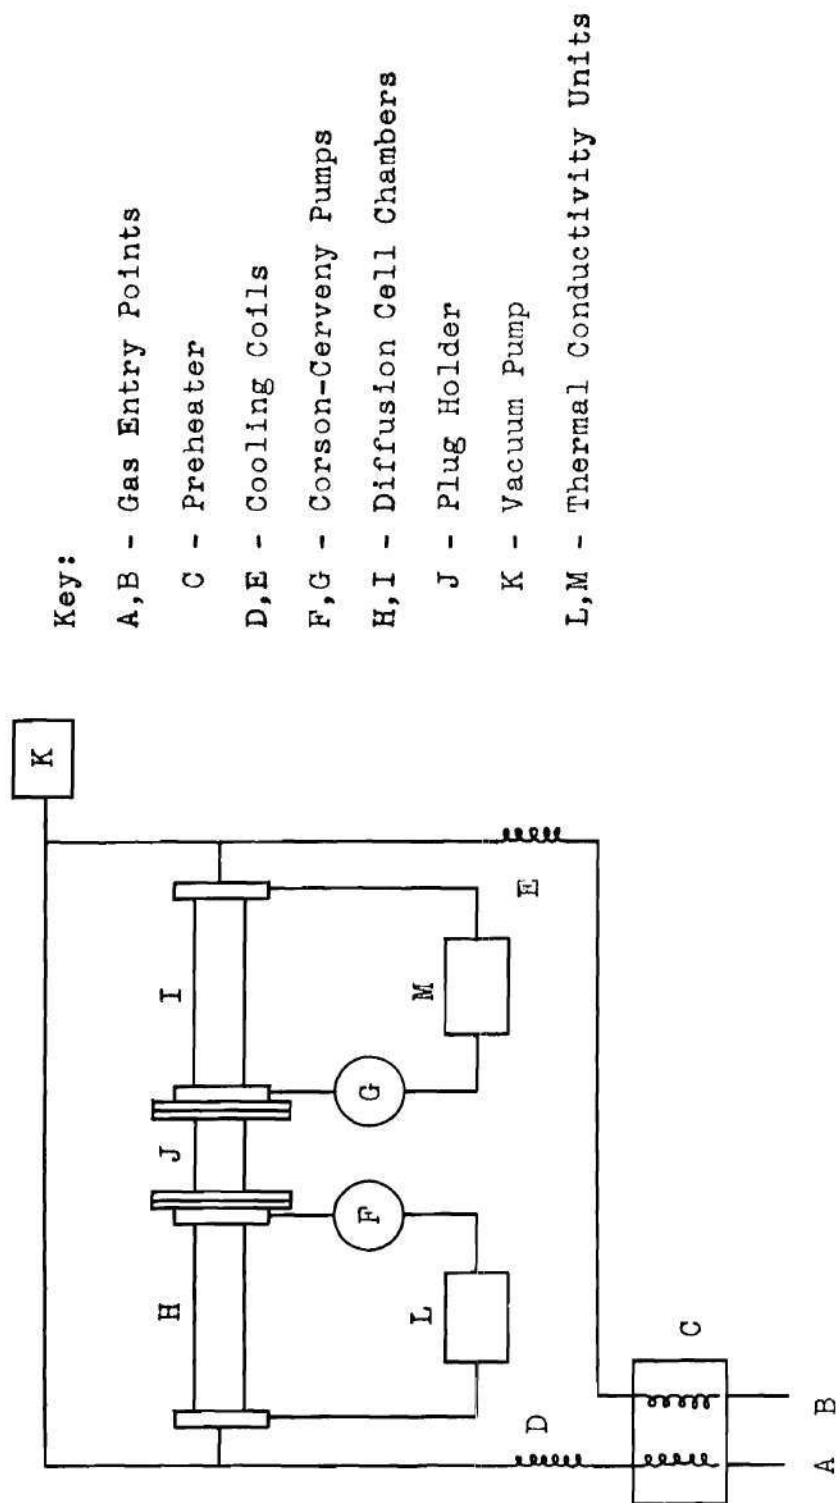 Key:
A,B - Gas Entry Points
C - Preheater
D,E - Cooling Coils
F,G - Corson-Cerveny Pumps
H,I - Diffusion Cell Chambers
J - Plug Holder
K - Vacuum Pump
L,M - Thermal Conductivity Units
K
H
J
I
F
G
L
M
D
E
C
A
B